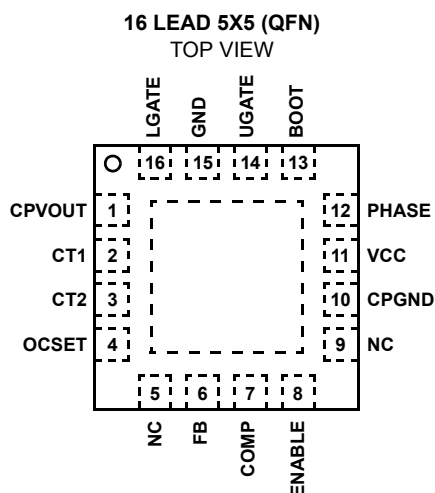 16 LEAD 5X5 (QFN)
TOP VIEW
LGATE
GND
UGATE
BOOT
16
15
14
13
CPVOUT 1
12 PHASE
CT1 2
11 VCC
CT2 3
10 CPGND
OCSET 4
9 NC
5
6
7
8
NC
FB
COMP
ENABLE